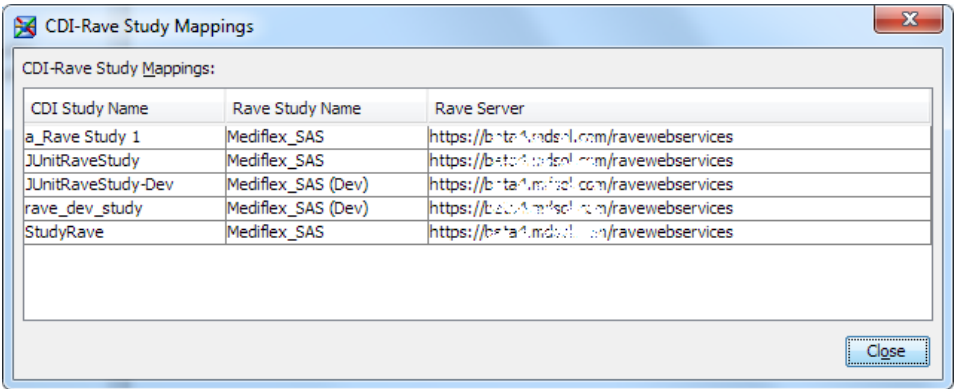 CDI-Rave Study Mappings
CDI-Rave Study Mappings:
CDI Study Name Rave Study Name Rave Server
a_Rave Study 1 Mediflex_SAS /ravewebservices
JUnitRaveStudy Mediflex_SAS /ravewebservices
JUnitRaveStudy-Dev Mediflex_SAS (Dev) /ravewebservices
rave_dev_study Mediflex_SAS (Dev) /ravewebservices
StudyRave Mediflex_SAS /ravewebservices
Close